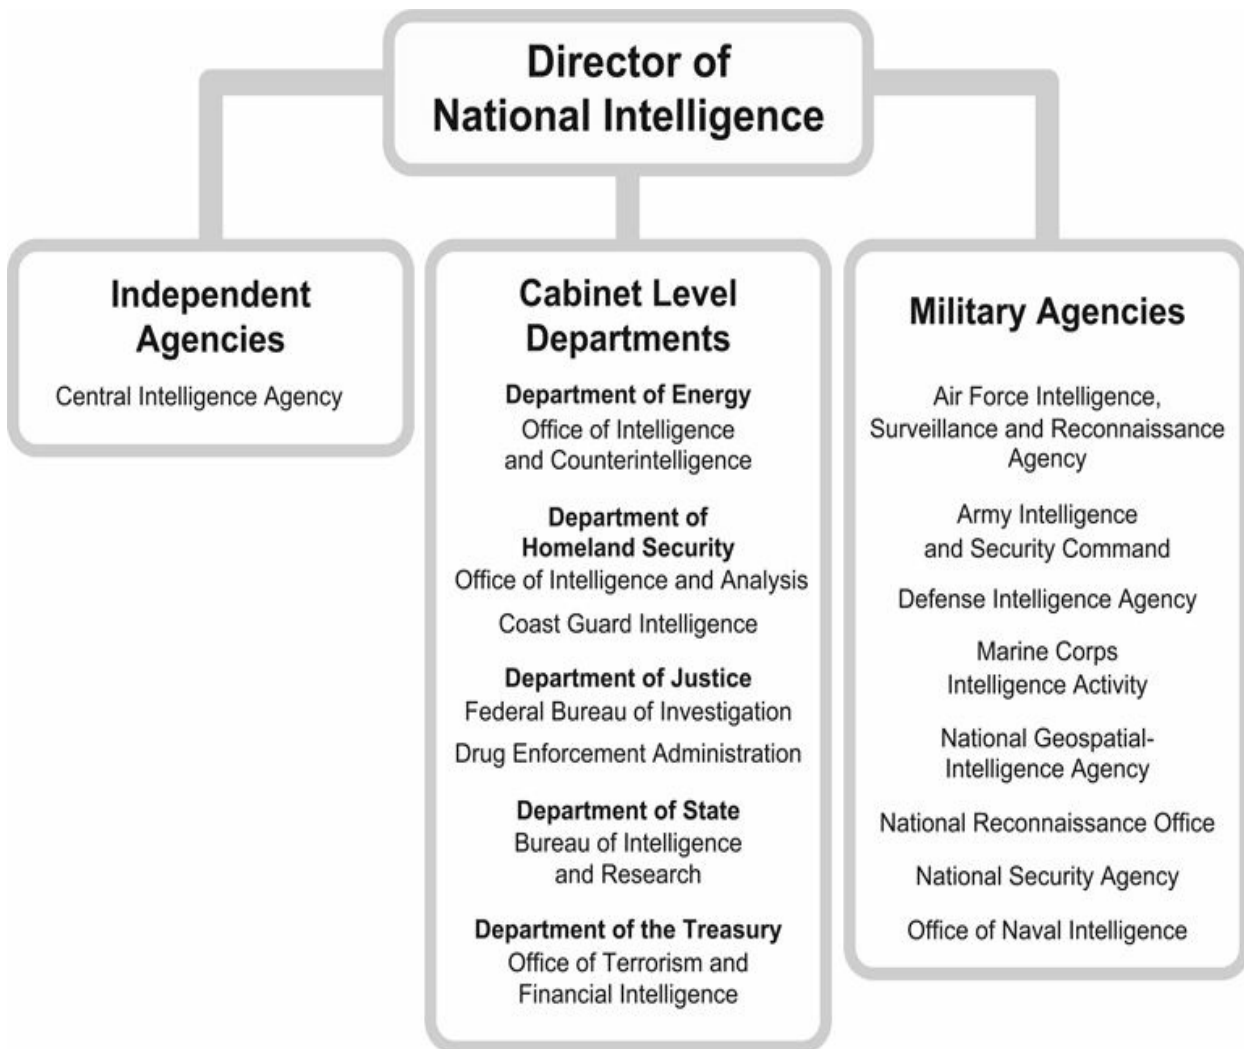 Director of
National Intelligence
Independent
Agencies
Central Intelligence Agency
Cabinet Level
Departments
Department of Energy
Office of Intelligence
and Counterintelligence
Department of
Homeland Security
Office of Intelligence and Analysis
Coast Guard Intelligence
Department of Justice
Federal Bureau of Investigation
Drug Enforcement Administration
Department of State
Bureau of Intelligence
and Research
Department of the Treasury
Office of Terrorism and
Financial Intelligence
Military Agencies
Air Force Intelligence,
Surveillance and Reconnaissance
Agency
Army Intelligence
and Security Command
Defense Intelligence Agency
Marine Corps
Intelligence Activity
National Geospatial-
Intelligence Agency
National Reconnaissance Office
National Security Agency
Office of Naval Intelligence